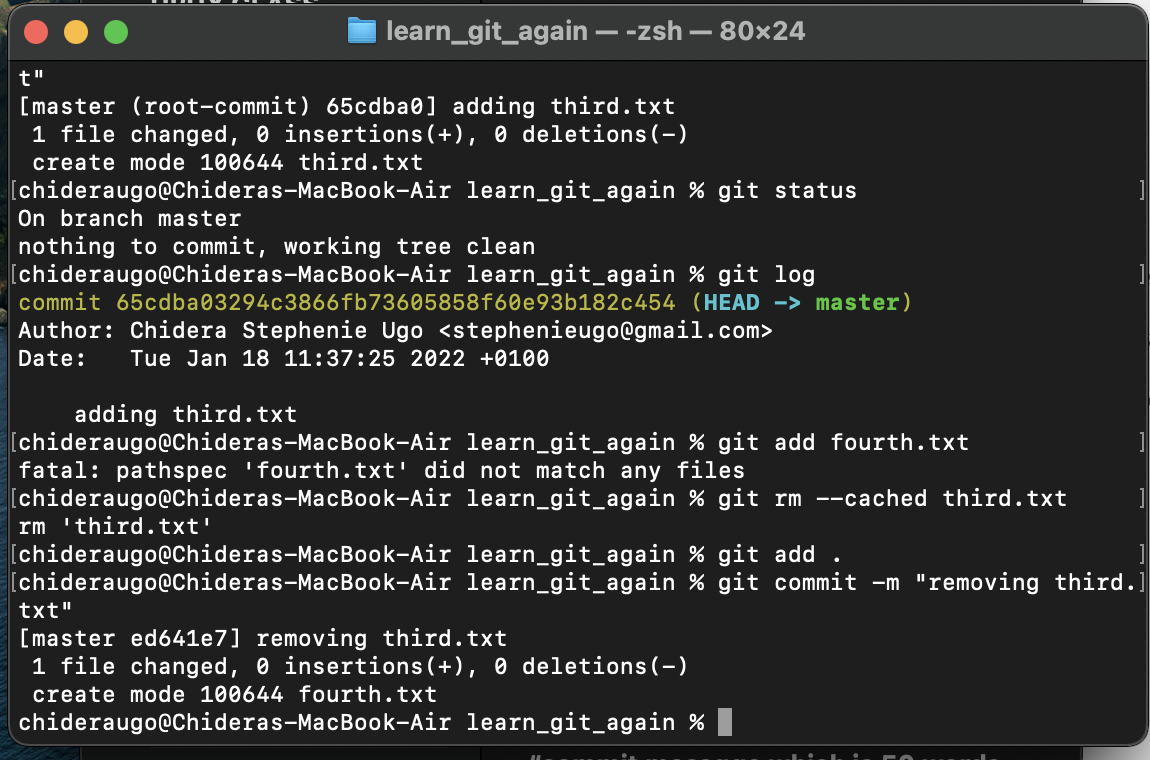 learn_git_again — -zsh — 80×24
t"
[master (root-commit) 65cdba0] adding third.txt
 1 file changed, 0 insertions(+), 0 deletions(-)
 create mode 100644 third.txt
[chideraugo@Chideras-MacBook-Air learn_git_again % git status ]
On branch master
nothing to commit, working tree clean
[chideraugo@Chideras-MacBook-Air learn_git_again % git log ]
commit 65cdba03294c3866fb73605858f60e93b182c454 (HEAD -> master)
Author: Chidera Stephenie Ugo <stephenieugo@gmail.com>
Date:   Tue Jan 18 11:37:25 2022 +0100
    adding third.txt
[chideraugo@Chideras-MacBook-Air learn_git_again % git add fourth.txt ]
fatal: pathspec 'fourth.txt' did not match any files
[chideraugo@Chideras-MacBook-Air learn_git_again % git rm --cached third.txt ]
rm 'third.txt'
[chideraugo@Chideras-MacBook-Air learn_git_again % git add . ]
[chideraugo@Chideras-MacBook-Air learn_git_again % git commit -m "removing third.]
txt"
[master ed641e7] removing third.txt
 1 file changed, 0 insertions(+), 0 deletions(-)
 create mode 100644 fourth.txt
chideraugo@Chideras-MacBook-Air learn_git_again %
"commit message which is 50 words